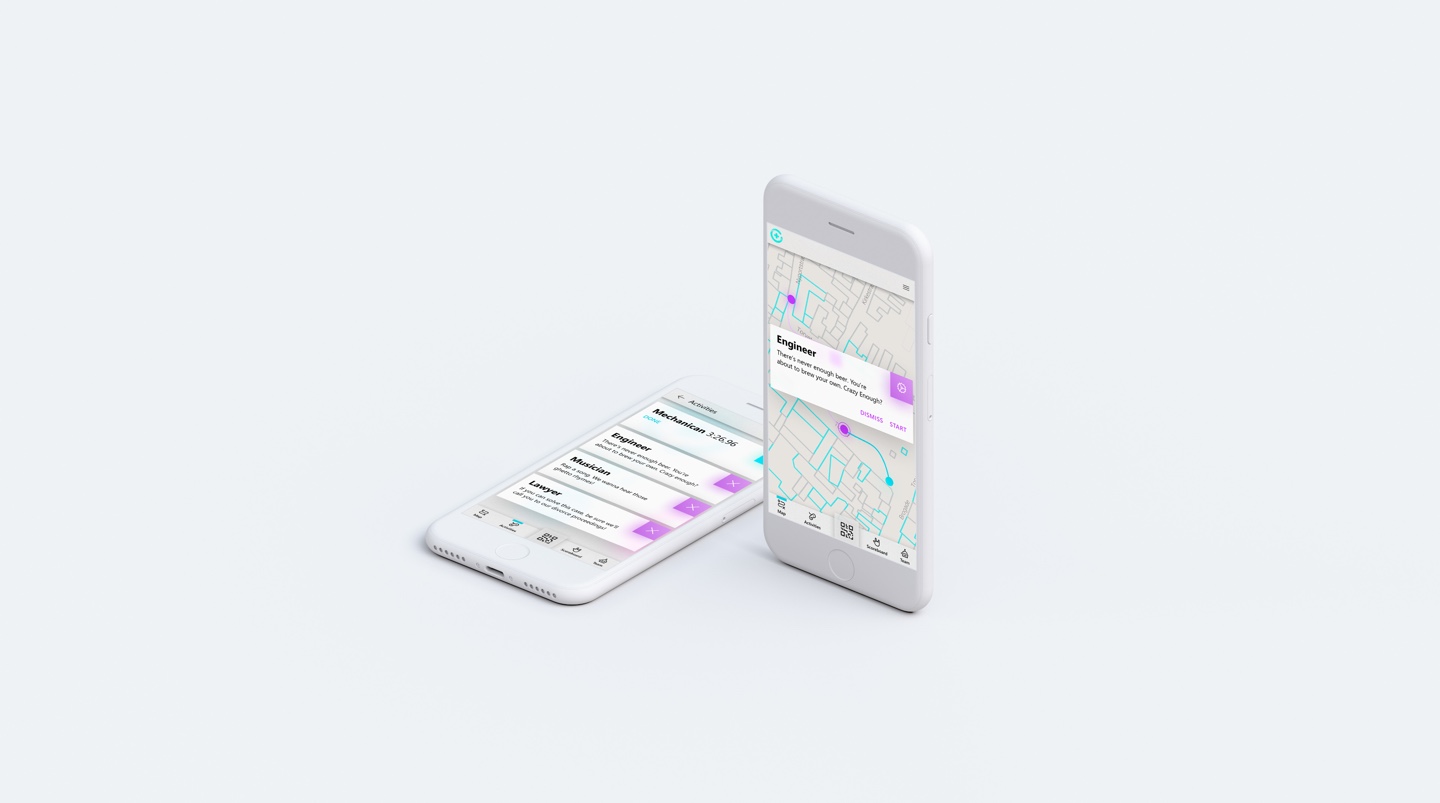 Activities
Mechanican 3:26,96
DONE
Engineer
There's never enough beer. You're
about to brew your own. Crazy enough?
Musician
Rap a song. We wanna hear those
ghetto rhymes!
Lawyer
If you can solve this case, be sure we'll
call you to our divorce proceedings!
Map
Activities
Scoreboard
Team
Engineer
There's never enough beer. You're
about to brew your own. Crazy Enough?
DISMISS START
Map
Activities
Scoreboard
Team